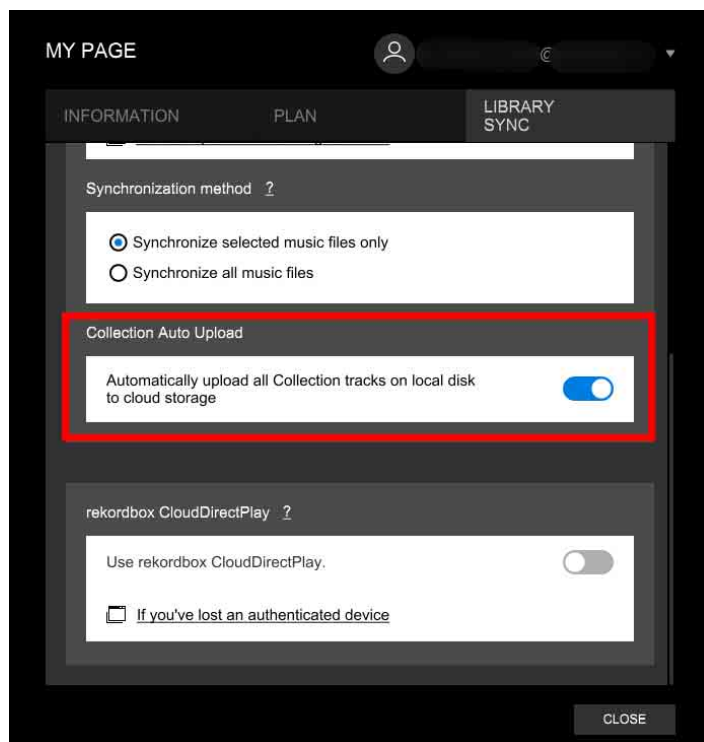 MY PAGE
@
INFORMATION
PLAN
LIBRARY
SYNC
Synchronization method ?
Synchronize selected music files only
Synchronize all music files
Collection Auto Upload
Automatically upload all Collection tracks on local disk
to cloud storage
rekordbox CloudDirectPlay ?
Use rekordbox CloudDirectPlay.
If you've lost an authenticated device
CLOSE